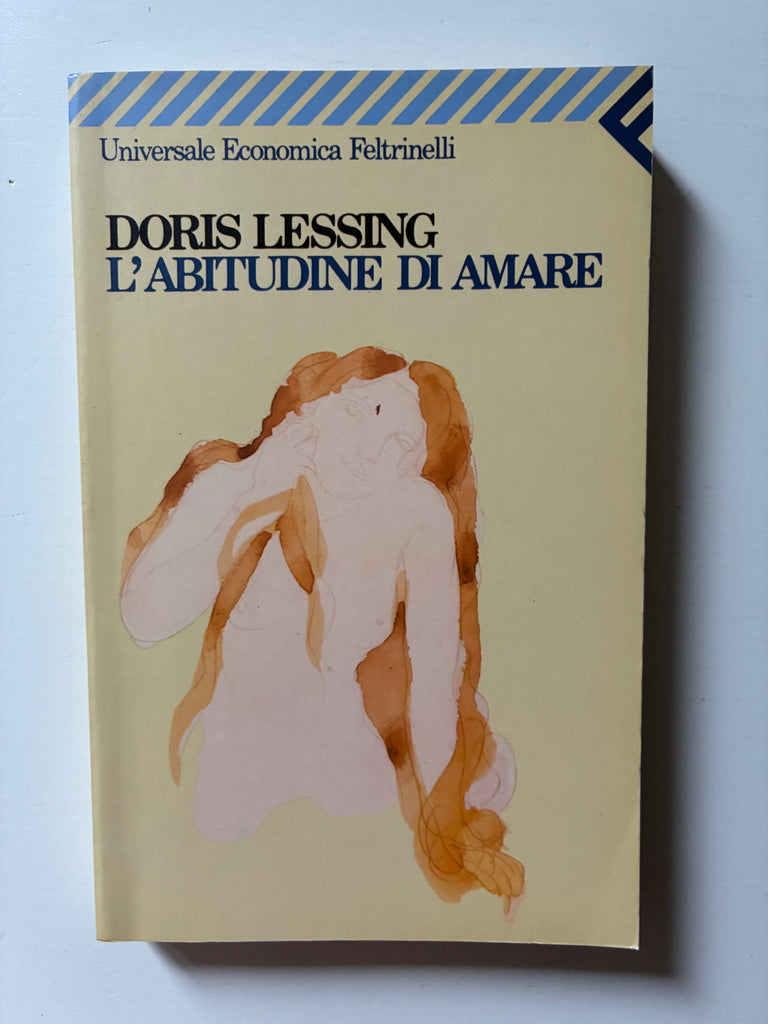 Universale Economica Feltrinelli
DORIS LESSING
L'ABITUDINE DI AMARE